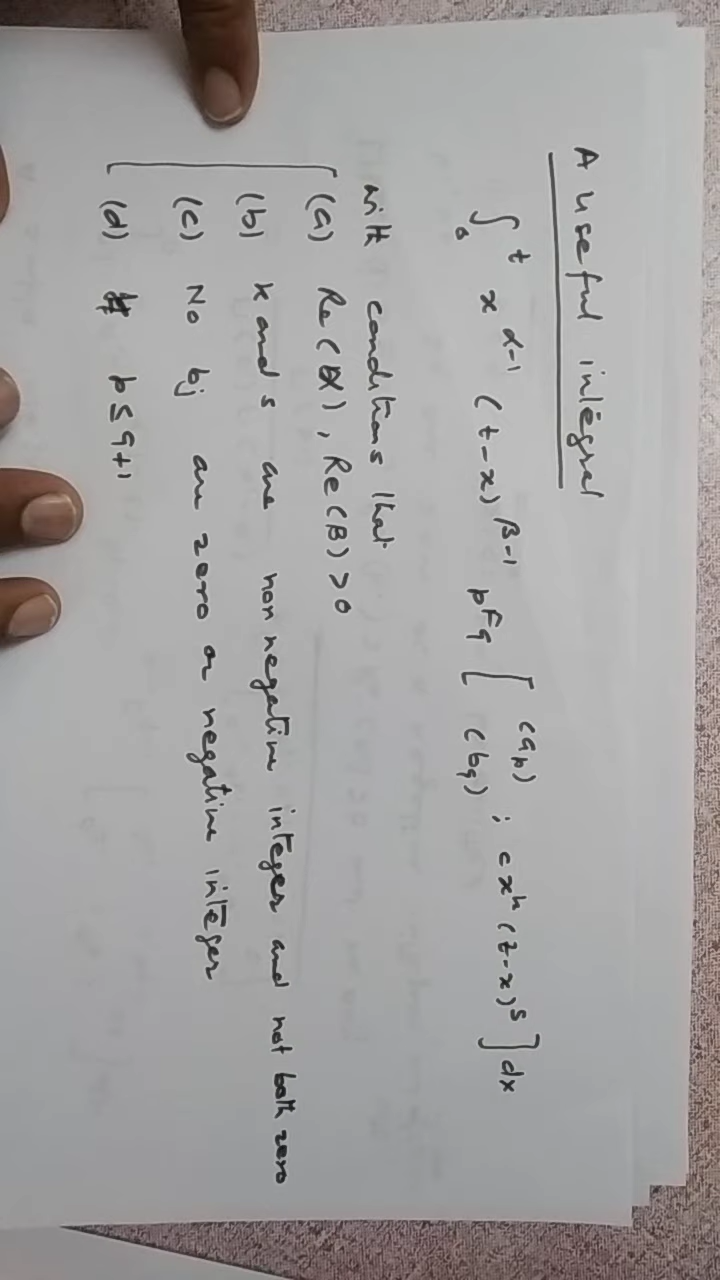 A useful integral
∫₀ᵗ x^{α-1} (t-x)^{β-1} pFq [ (ap) ; (bq) ; c x^k (t-x)^s ] dx
with conditions that
(a) Re(α), Re(β) > 0
(b) k and s are non negative integer and not both zero
(c) No bj are zero or negative integer
(d) p ≤ q+1